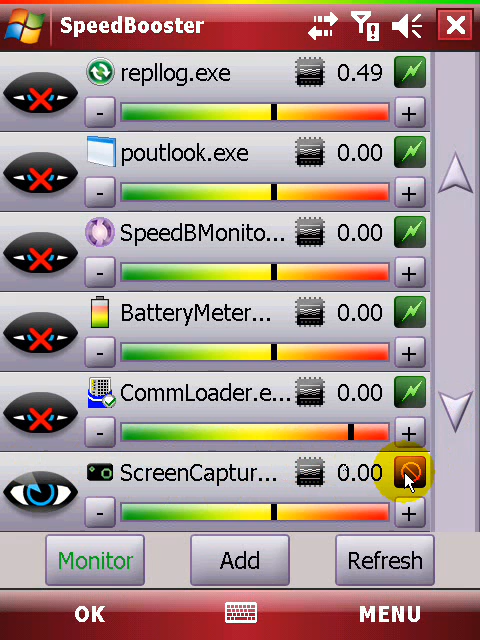 SpeedBooster
repllog.exe 0.49
- +
poutlook.exe 0.00
- +
SpeedBMonito... 0.00
- +
BatteryMeter... 0.00
- +
CommLoader.e... 0.00
- +
ScreenCaptur... 0.00
- +
Monitor Add Refresh
OK MENU